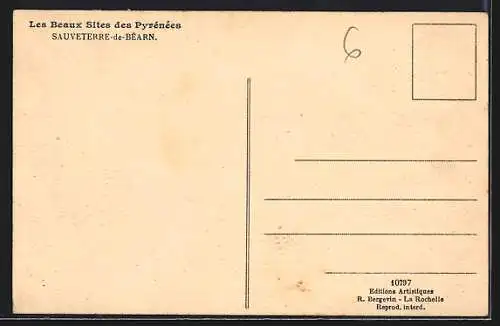 Les Beaux Sites des Pyrénées
SAUVETERRE-de-BÉARN.
6
10797
Editions Artistiques
R. Bergevin - La Rochelle
Reprod. interd.